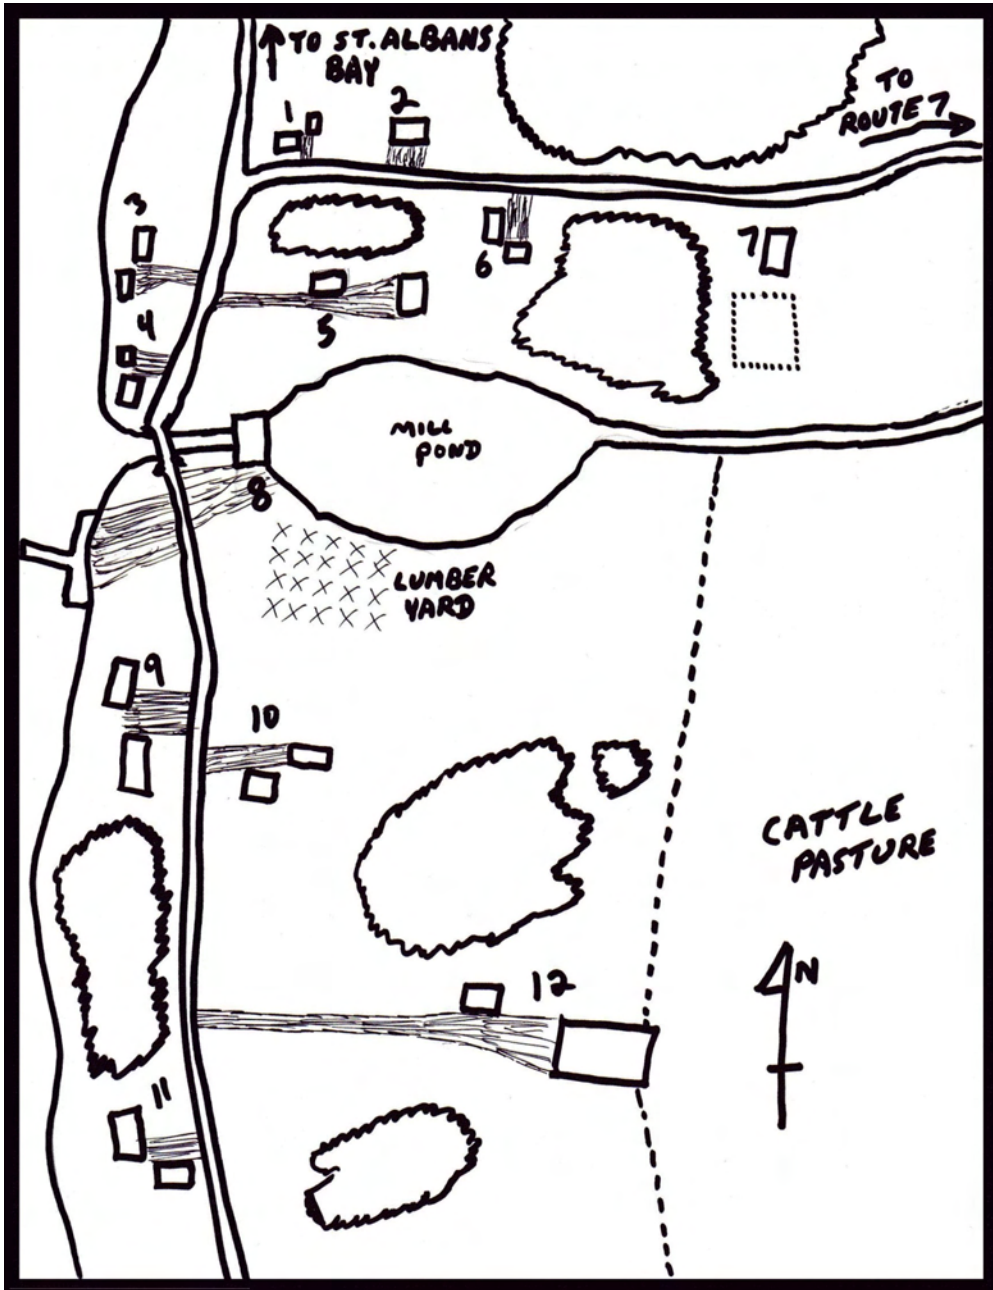 TO ST. ALBANS
BAY
TO
ROUTE 7
1
2
3
4
5
6
7
MILL
POND
8
LUMBER
YARD
9
10
CATTLE
PASTURE
N
12
11